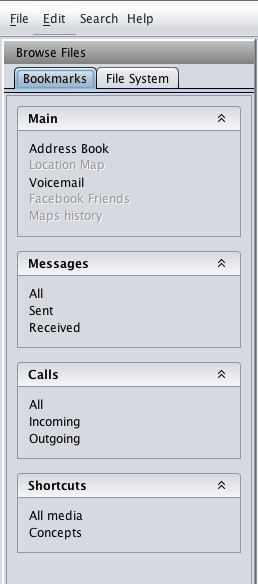 File Edit Search Help
Browse Files
Bookmarks File System
Main
Address Book
Location Map
Voicemail
Facebook Friends
Maps history
Messages
All
Sent
Received
Calls
All
Incoming
Outgoing
Shortcuts
All media
Concepts